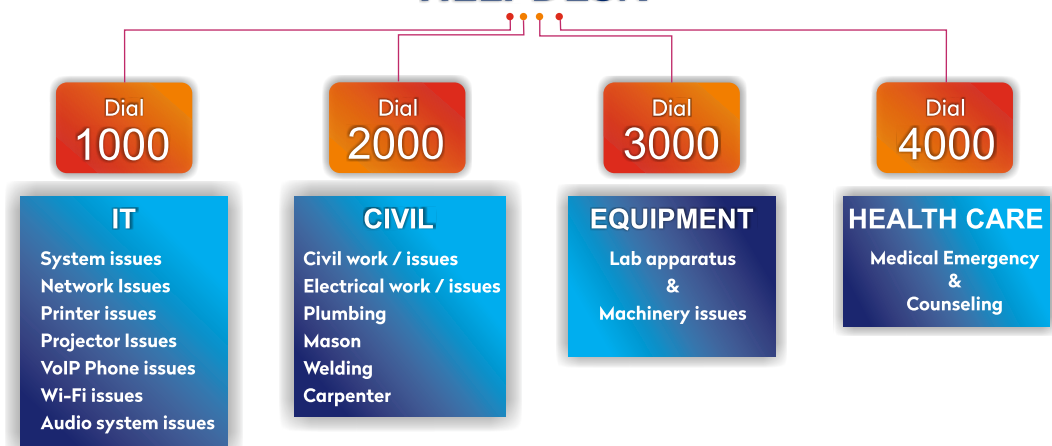 Dial
1000
Dial
2000
Dial
3000
Dial
4000
IT
System issues
Network Issues
Printer issues
Projector Issues
VoIP Phone issues
Wi-Fi issues
Audio system issues
CIVIL
Civil work / issues
Electrical work / issues
Plumbing
Mason
Welding
Carpenter
EQUIPMENT
Lab apparatus
&
Machinery issues
HEALTH CARE
Medical Emergency
&
Counseling